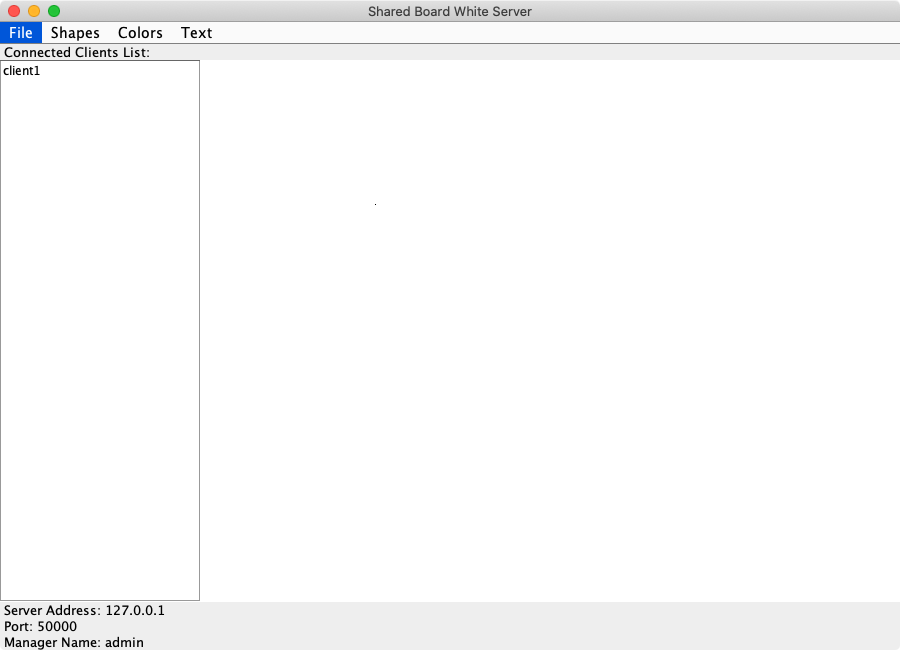 Shared Board White Server
File Shapes Colors Text
Connected Clients List:
client1
Server Address: 127.0.0.1
Port: 50000
Manager Name: admin